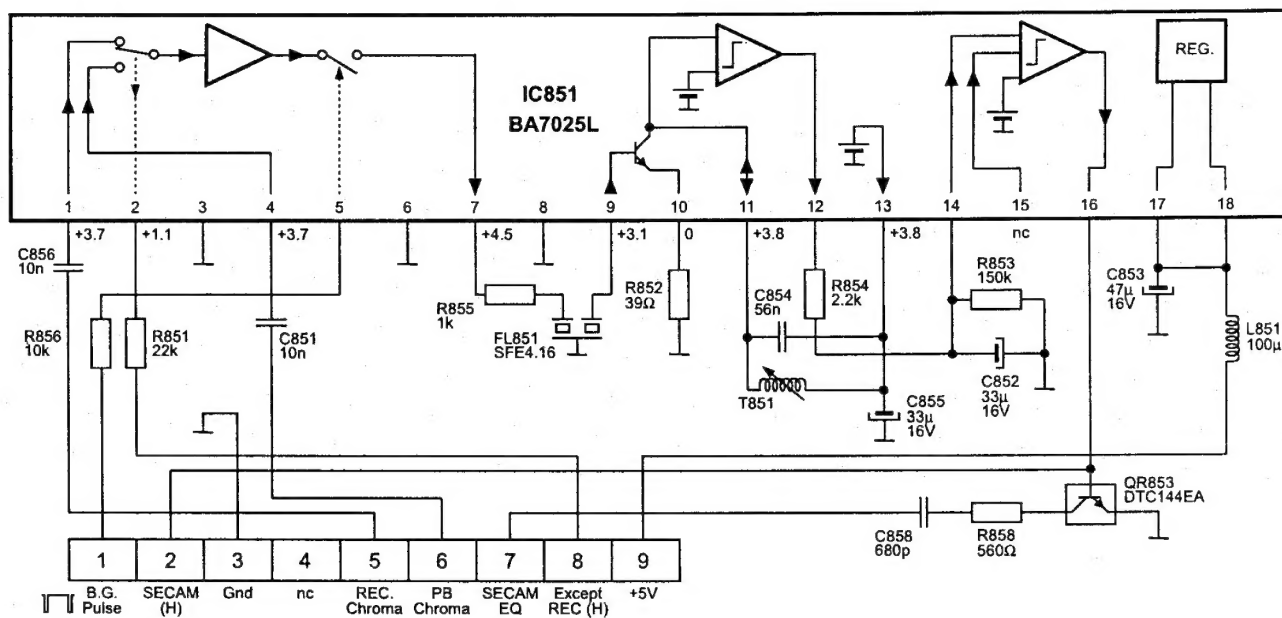 IC851
BA7025L
REG.
1 2 3 4 5 6 7 8 9 10 11 12 13 14 15 16 17 18
+3.7 +1.1 +3.7 +4.5 +3.1 0 +3.8 +3.8 nc
C856
10n
R856
10k
R851
22k
C851
10n
R855
1k
FL851
SFE4.16
R852
39Ω
C854
56n
R854
2.2k
T851
C855
33µ
16V
R853
150k
C852
33µ
16V
C853
47µ
16V
L851
100µ
QR853
DTC144EA
C858
680p
R858
560Ω
1 2 3 4 5 6 7 8 9
B.G.
Pulse
SECAM
(H)
Gnd
nc
REC.
Chroma
PB
Chroma
SECAM
EQ
Except
REC (H)
+5V